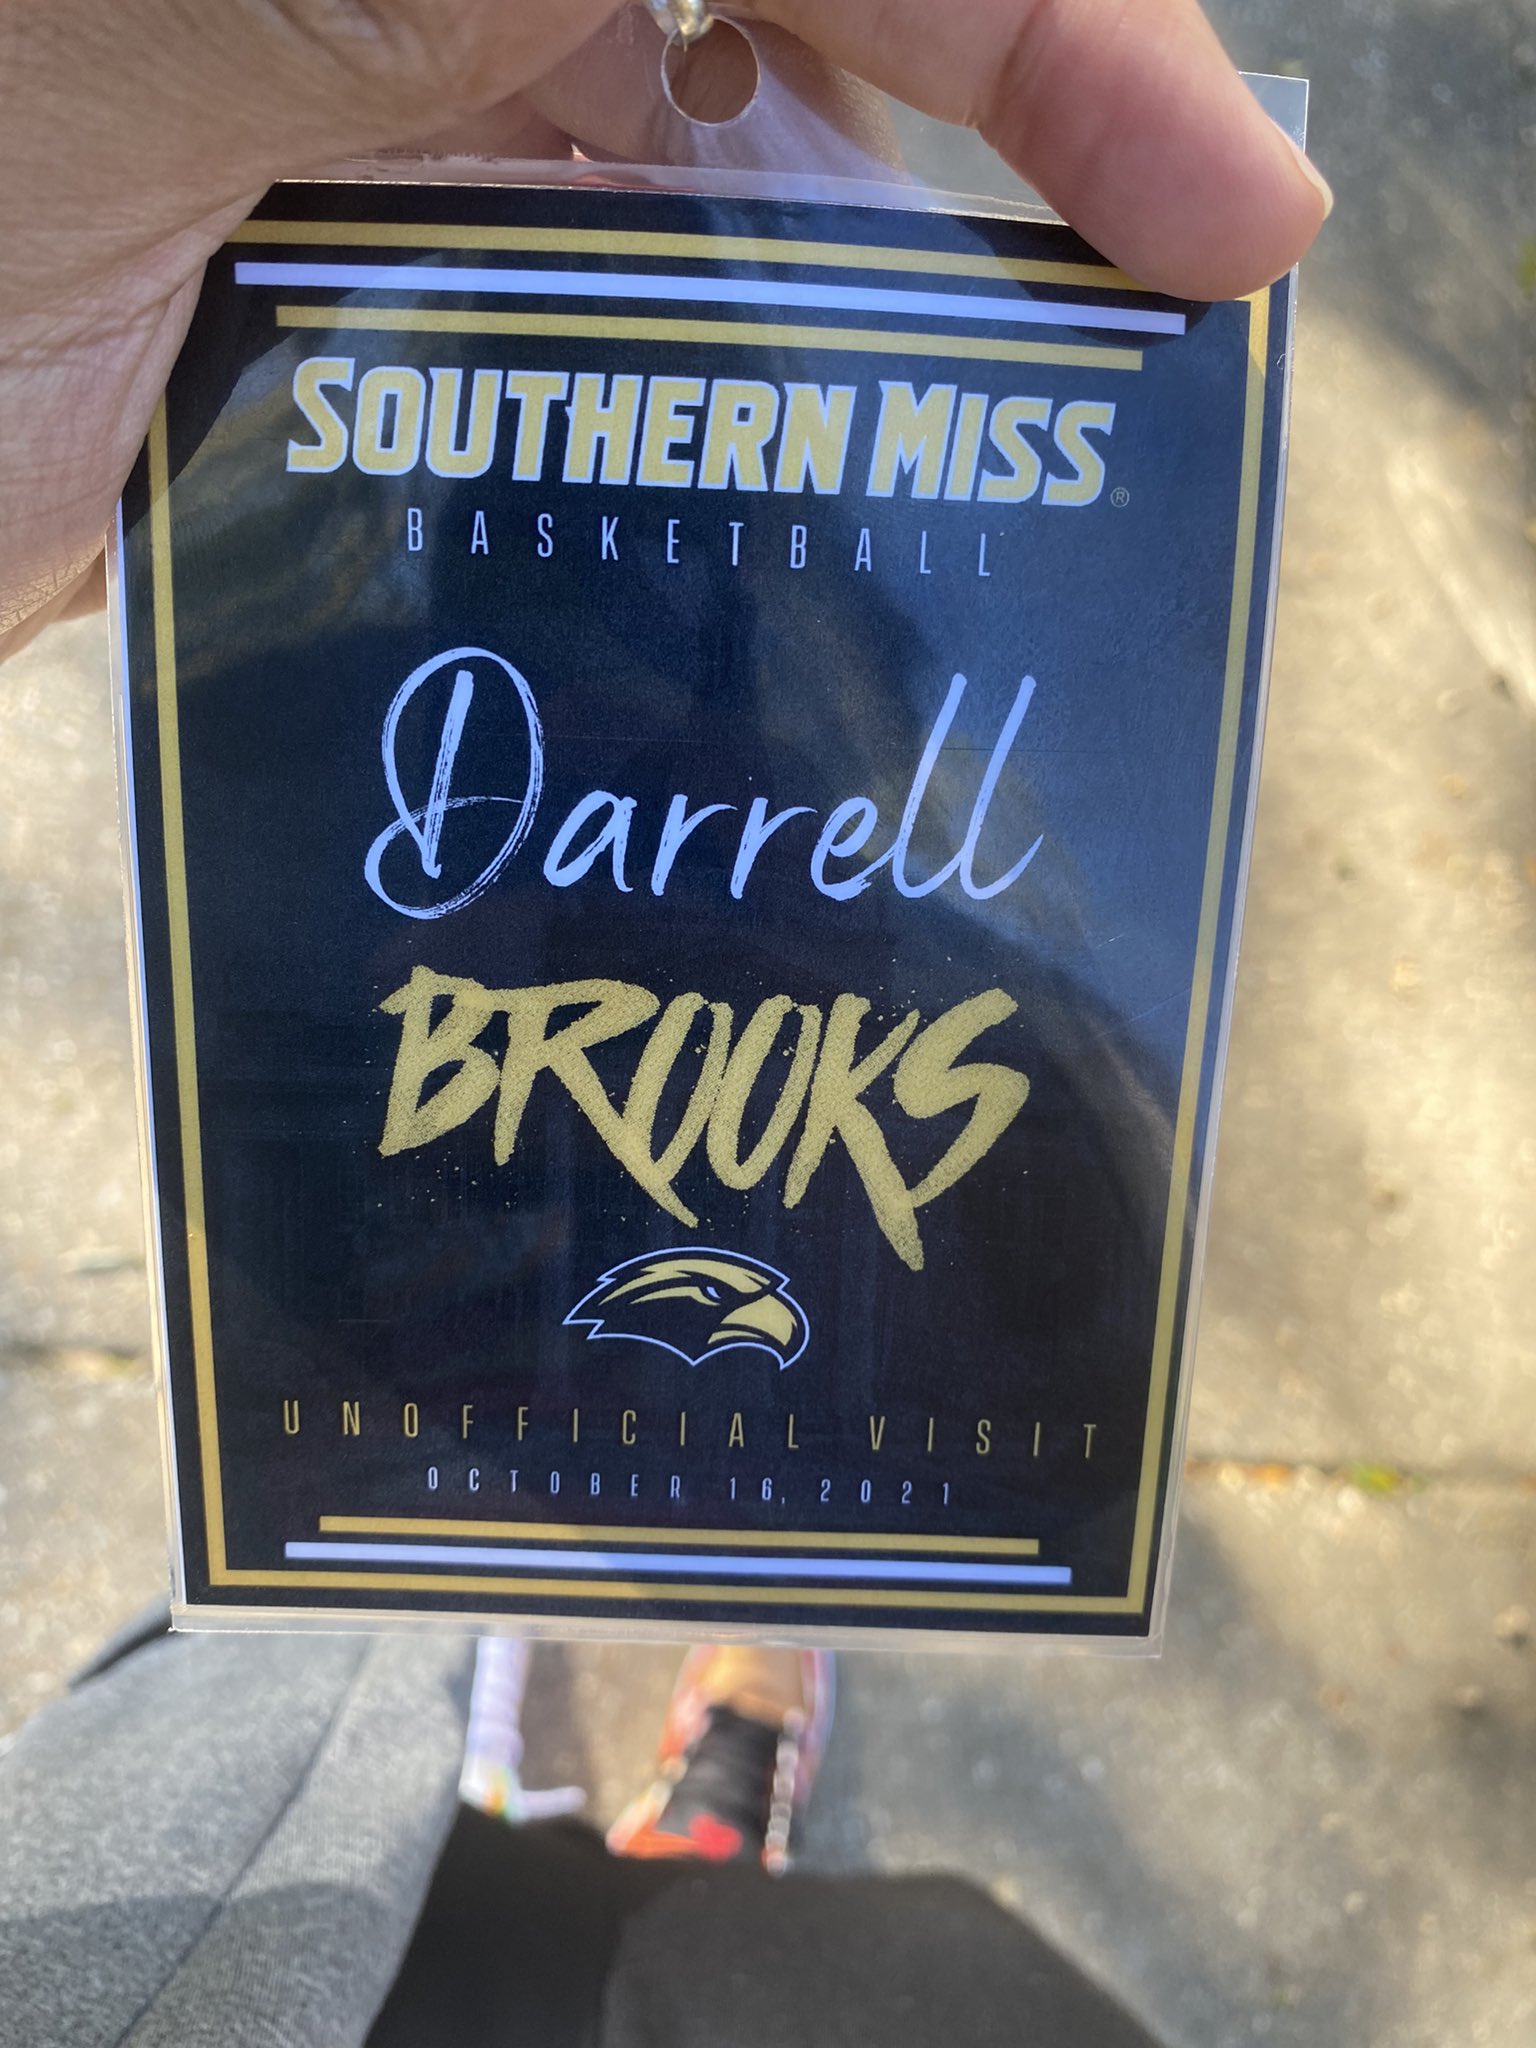 SOUTHERN MISS®
BASKETBALL
Darrell
BROOKS
UNOFFICIAL VISIT
OCTOBER 16, 2021